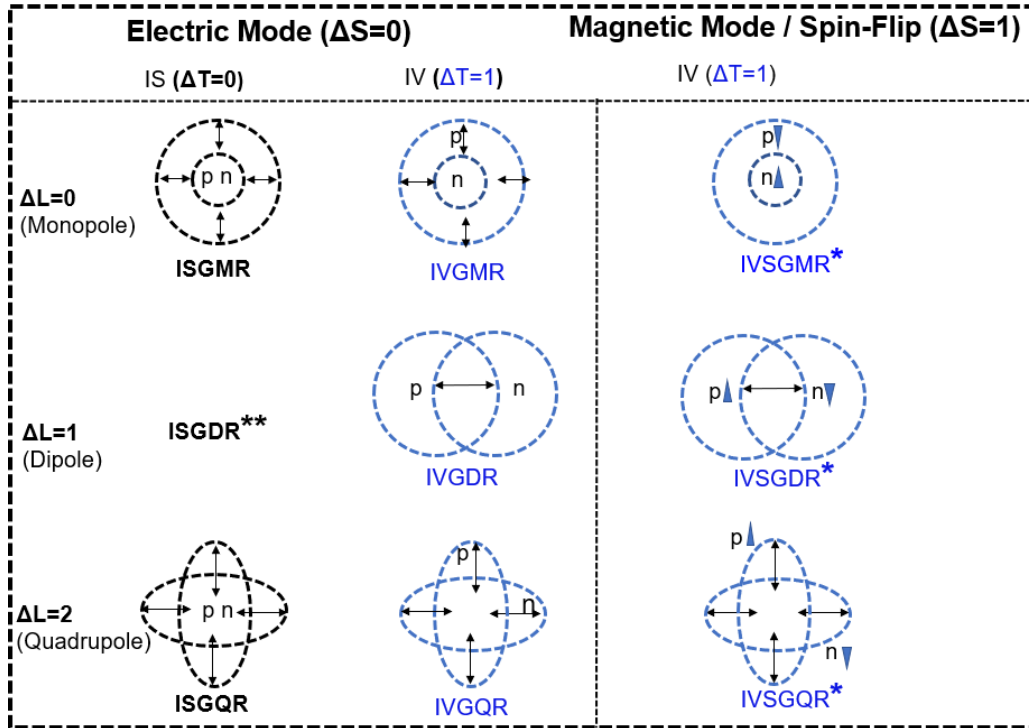 Electric Mode (ΔS=0)
Magnetic Mode / Spin-Flip (ΔS=1)
IS (ΔT=0)
IV (ΔT=1)
IV (ΔT=1)
ΔL=0
(Monopole)
p n
ISGMR
p
n
IVGMR
p
n
IVSGMR*
ΔL=1
(Dipole)
ISGDR**
p
n
IVGDR
p
n
IVSGDR*
ΔL=2
(Quadrupole)
p n
ISGQR
p
n
IVGQR
p
n
IVSGQR*